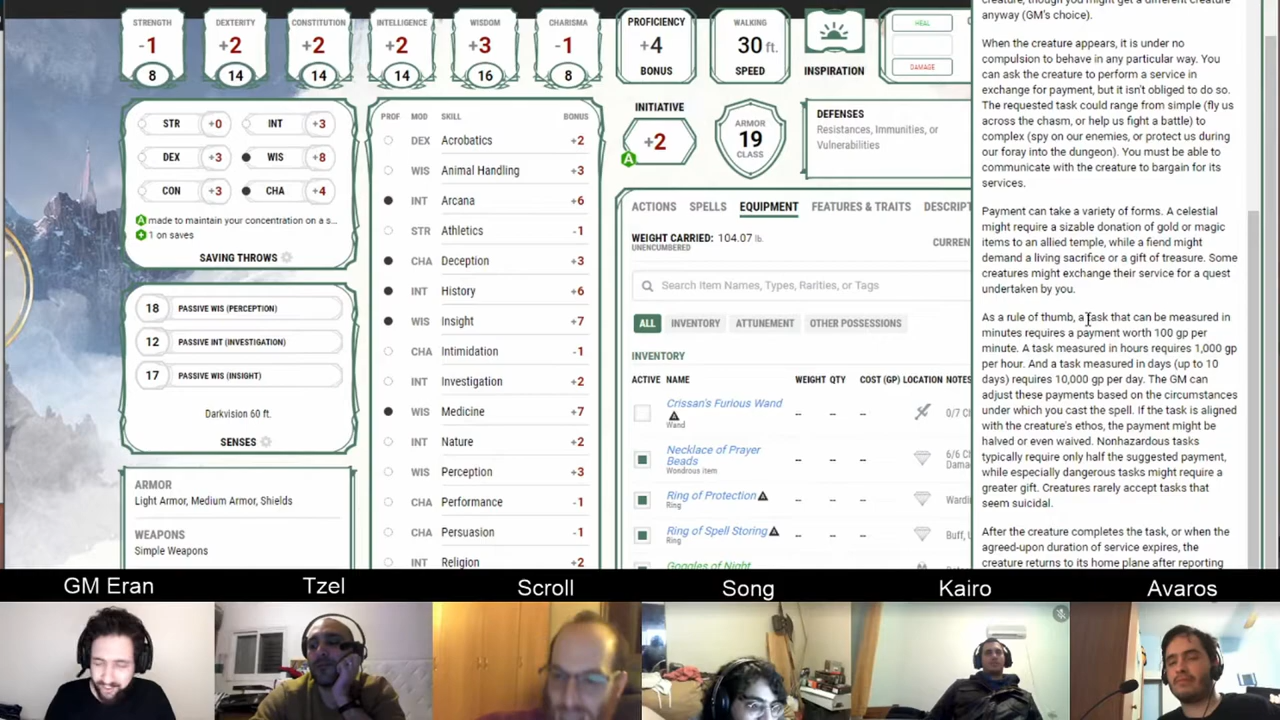 STRENGTH
-1
8
DEXTERITY
+2
14
CONSTITUTION
+2
14
INTELLIGENCE
+2
14
WISDOM
+3
16
CHARISMA
-1
8
PROFICIENCY
+4
BONUS
WALKING
30 ft.
SPEED
INSPIRATION
HEAL
DAMAGE
STR +0
INT +3
DEX +3
WIS +8
CON +3
CHA +4
made to maintain your concentration on a s...
1 on saves
SAVING THROWS
18 PASSIVE WIS (PERCEPTION)
12 PASSIVE INT (INVESTIGATION)
17 PASSIVE WIS (INSIGHT)
Darkvision 60 ft.
SENSES
ARMOR
Light Armor, Medium Armor, Shields
WEAPONS
Simple Weapons
PROF MOD SKILL BONUS
DEX Acrobatics +2
WIS Animal Handling +3
INT Arcana +6
STR Athletics -1
CHA Deception +3
INT History +6
WIS Insight +7
CHA Intimidation -1
INT Investigation +2
WIS Medicine +7
INT Nature +2
WIS Perception +3
CHA Performance -1
CHA Persuasion -1
INT Religion +2
INITIATIVE
+2
A
ARMOR
19
CLASS
DEFENSES
Resistances, Immunities, or
Vulnerabilities
ACTIONS SPELLS EQUIPMENT FEATURES & TRAITS DESCRIPT
WEIGHT CARRIED: 104.07 lb.
UNENCUMBERED
CURREN
Search Item Names, Types, Rarities, or Tags
ALL INVENTORY ATTUNEMENT OTHER POSSESSIONS
INVENTORY
ACTIVE NAME WEIGHT QTY COST (GP) LOCATION NOTES
Crissan's Furious Wand -- -- -- 0/7 C
Wand
Necklace of Prayer
Beads -- -- -- 6/6 C
Wondrous item Dama
Ring of Protection -- -- -- Wardi
Ring
Ring of Spell Storing -- -- -- Buff, U
Ring
Goggles of Night
creature, though you might get a different creature
anyway (GM's choice).
When the creature appears, it is under no
compulsion to behave in any particular way. You
can ask the creature to perform a service in
exchange for payment, but it isn't obliged to do so.
The requested task could range from simple (fly us
across the chasm, or help us fight a battle) to
complex (spy on our enemies, or protect us during
our foray into the dungeon). You must be able to
communicate with the creature to bargain for its
services.
Payment can take a variety of forms. A celestial
might require a sizable donation of gold or magic
items to an allied temple, while a fiend might
demand a living sacrifice or a gift of treasure. Some
creatures might exchange their service for a quest
undertaken by you.
As a rule of thumb, a task that can be measured in
minutes requires a payment worth 100 gp per
minute. A task measured in hours requires 1,000 gp
per hour. And a task measured in days (up to 10
days) requires 10,000 gp per day. The GM can
adjust these payments based on the circumstances
under which you cast the spell. If the task is aligned
with the creature's ethos, the payment might be
halved or even waived. Nonhazardous tasks
typically require only half the suggested payment,
while especially dangerous tasks might require a
greater gift. Creatures rarely accept tasks that
seem suicidal.
After the creature completes the task, or when the
agreed-upon duration of service expires, the
creature returns to its home plane after reporting
GM Eran
Tzel
Scroll
Song
Kairo
Avaros